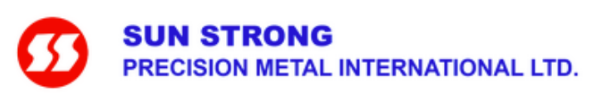 SUN STRONG
PRECISION METAL INTERNATIONAL LTD.